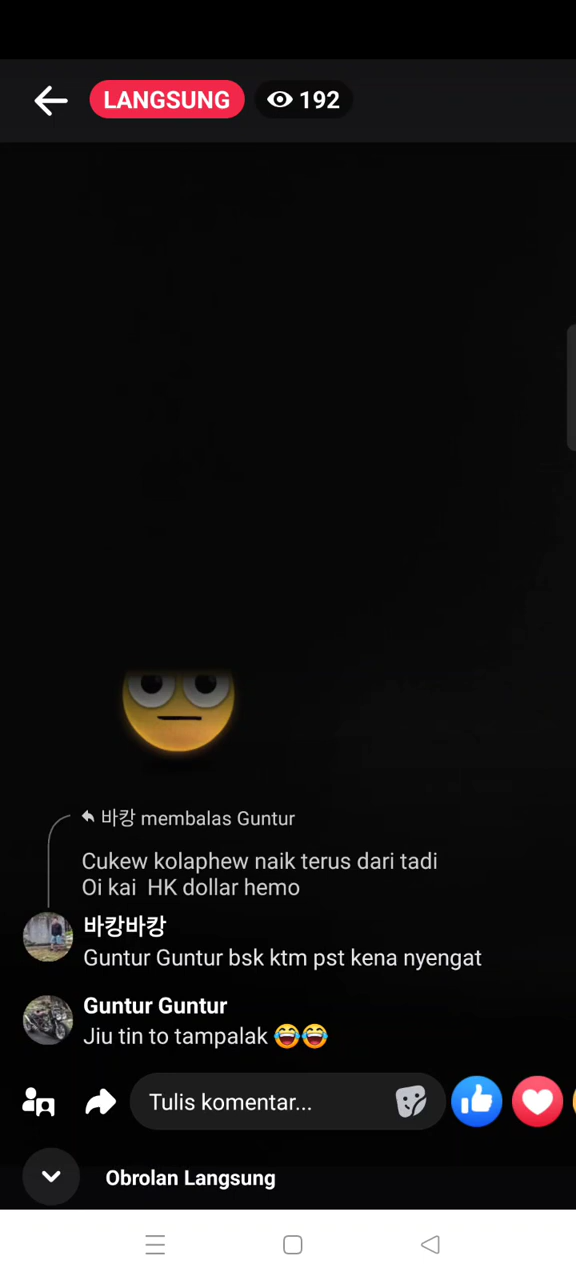 LANGSUNG
192
바캉 membalas Guntur
Cukew kolaphew naik terus dari tadi
Oi kai HK dollar hemo
바캉바캉
Guntur Guntur bsk ktm pst kena nyengat
Guntur Guntur
Jiu tin to tampalak 😂😂
Tulis komentar...
Obrolan Langsung